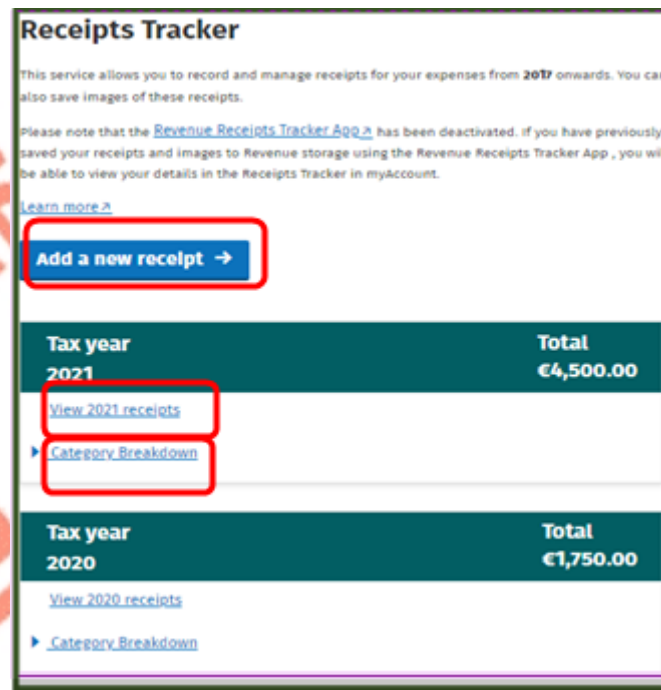 Receipts Tracker
This service allows you to record and manage receipts for your expenses from 2017 onwards. You can
also save images of these receipts.
Please note that the Revenue Receipts Tracker App has been deactivated. If you have previously
saved your receipts and images to Revenue storage using the Revenue Receipts Tracker App , you wil
be able to view your details in the Receipts Tracker in myAccount.
Learn more
Add a new receipt →
Tax year Total
2021 €4,500.00
View 2021 receipts
Category Breakdown
Tax year Total
2020 €1,750.00
View 2020 receipts
Category Breakdown